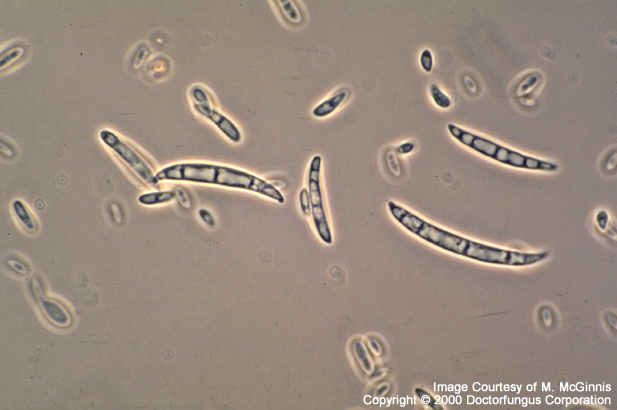 Image Courtesy of M. McGinnis
Copyright © 2000 Doctorfungus Corporation